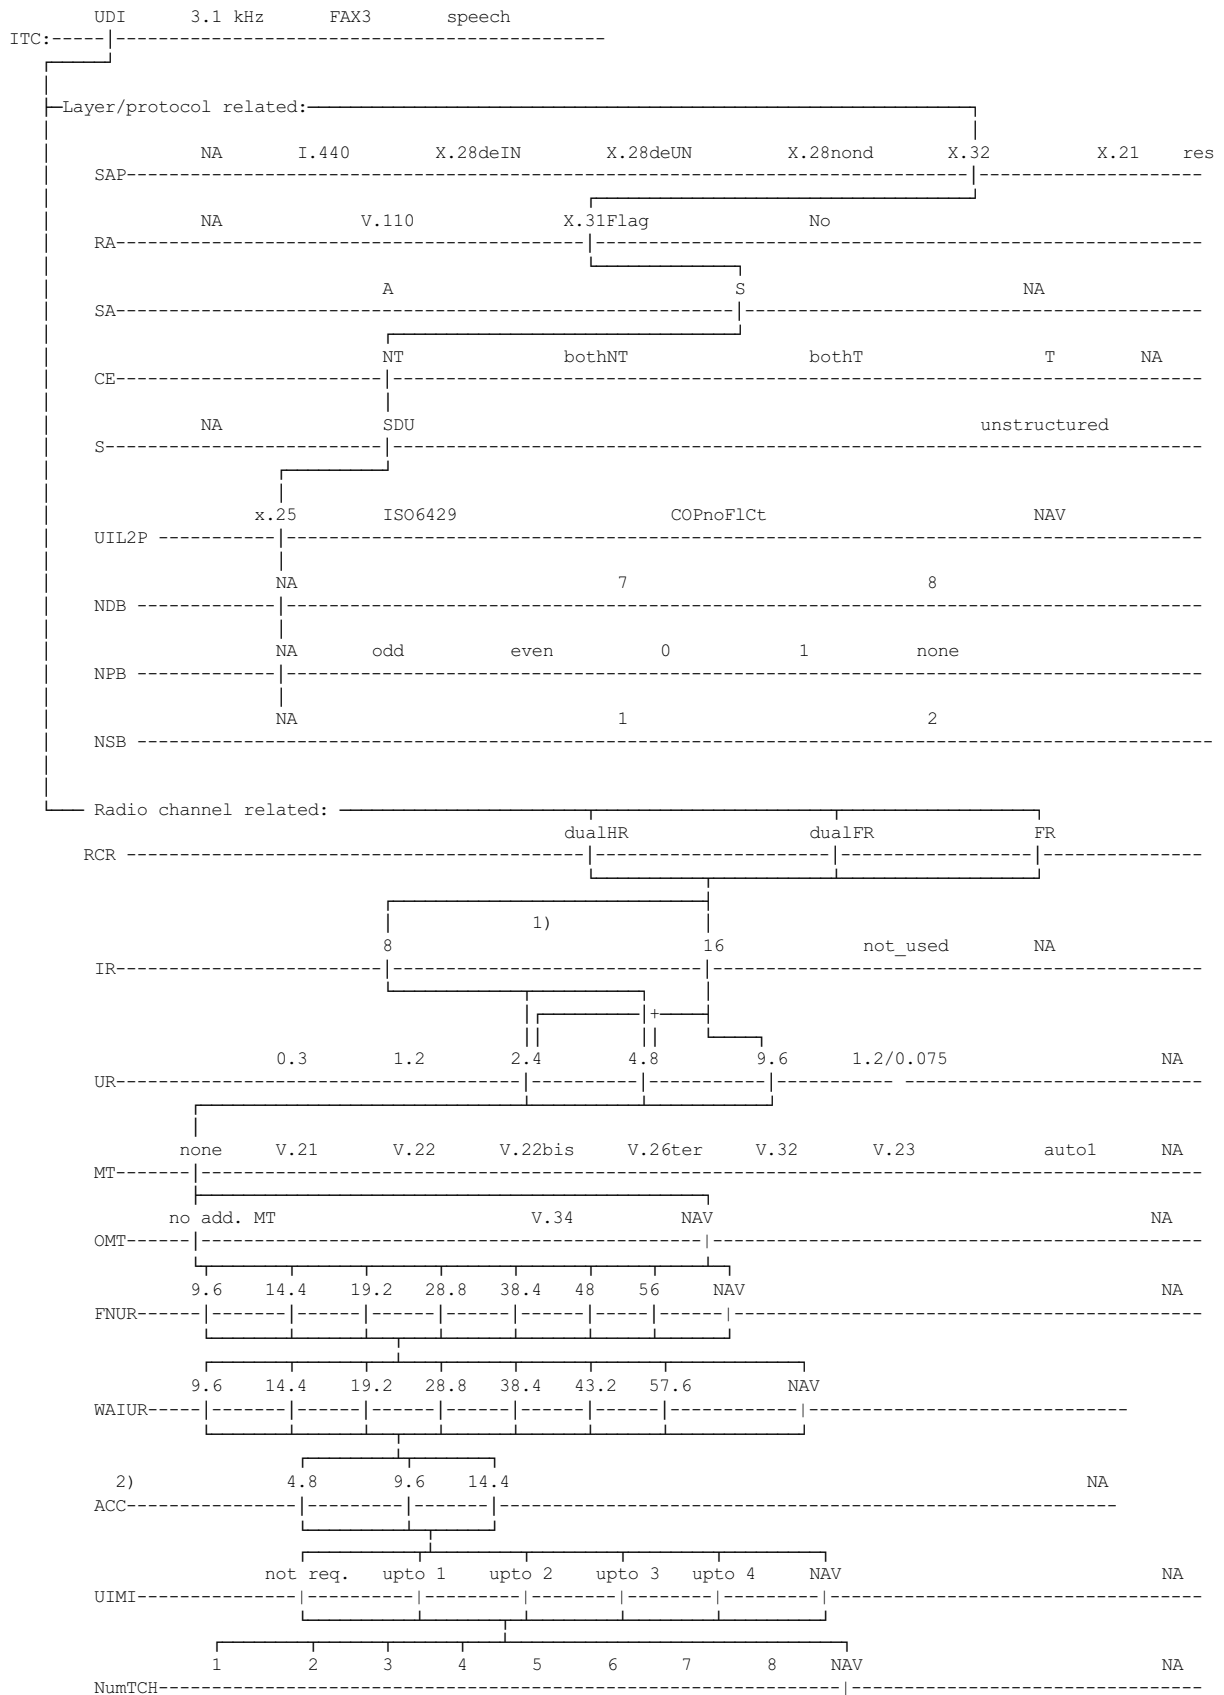 UDI 3.1 kHz FAX3 speech
ITC:
Layer/protocol related:
NA I.440 X.28deIN X.28deUN X.28nond X.32 X.21 res
SAP
NA V.110 X.31Flag No
RA
A S NA
SA
NT bothNT bothT T NA
CE
NA SDU unstructured
S
x.25 ISO6429 COPnoFlCt NAV
UIL2P
NA 7 8
NDB
NA odd even 0 1 none
NPB
NA 1 2
NSB
Radio channel related:
dualHR dualFR FR
RCR
1)
8 16 not_used NA
IR
+
0.3 1.2 2.4 4.8 9.6 1.2/0.075 NA
UR
none V.21 V.22 V.22bis V.26ter V.32 V.23 auto1 NA
MT
no add. MT V.34 NAV NA
OMT
9.6 14.4 19.2 28.8 38.4 48 56 NAV NA
FNUR
9.6 14.4 19.2 28.8 38.4 43.2 57.6 NAV
WAIUR
2) 4.8 9.6 14.4 NA
ACC
not req. upto 1 upto 2 upto 3 upto 4 NAV NA
UIMI
1 2 3 4 5 6 7 8 NAV NA
NumTCH